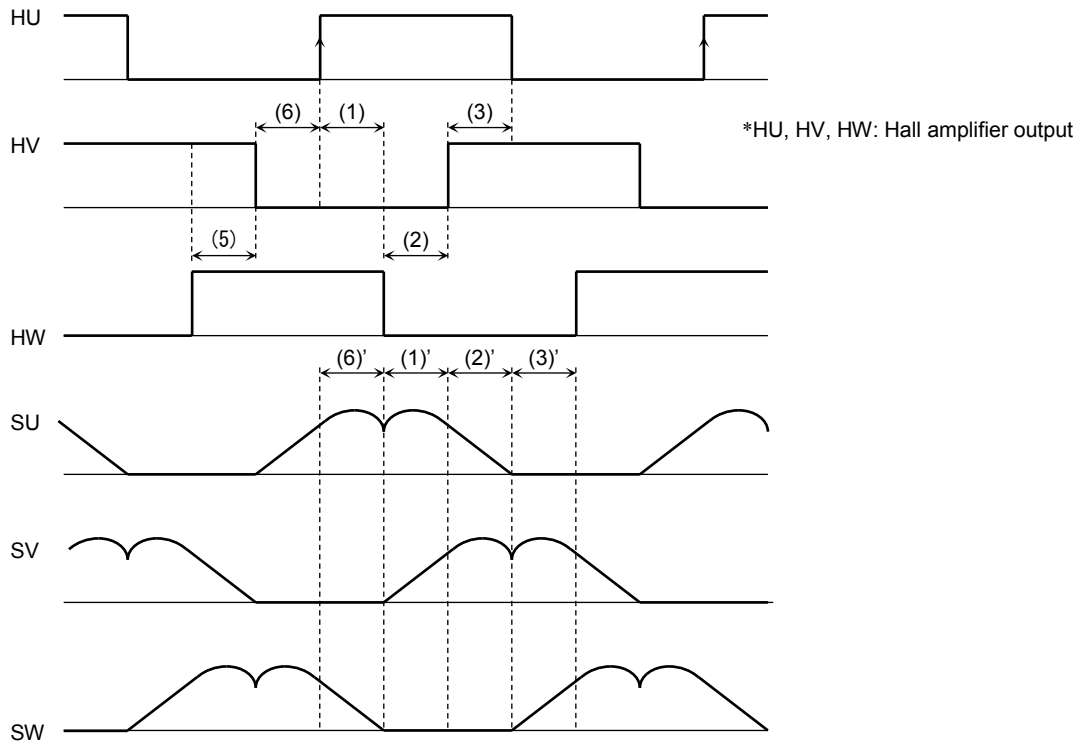 HU
(6) (1) (3)
*HU, HV, HW: Hall amplifier output
HV
(5) (2)
HW
(6)’ (1)’ (2)’ (3)’
SU
SV
SW